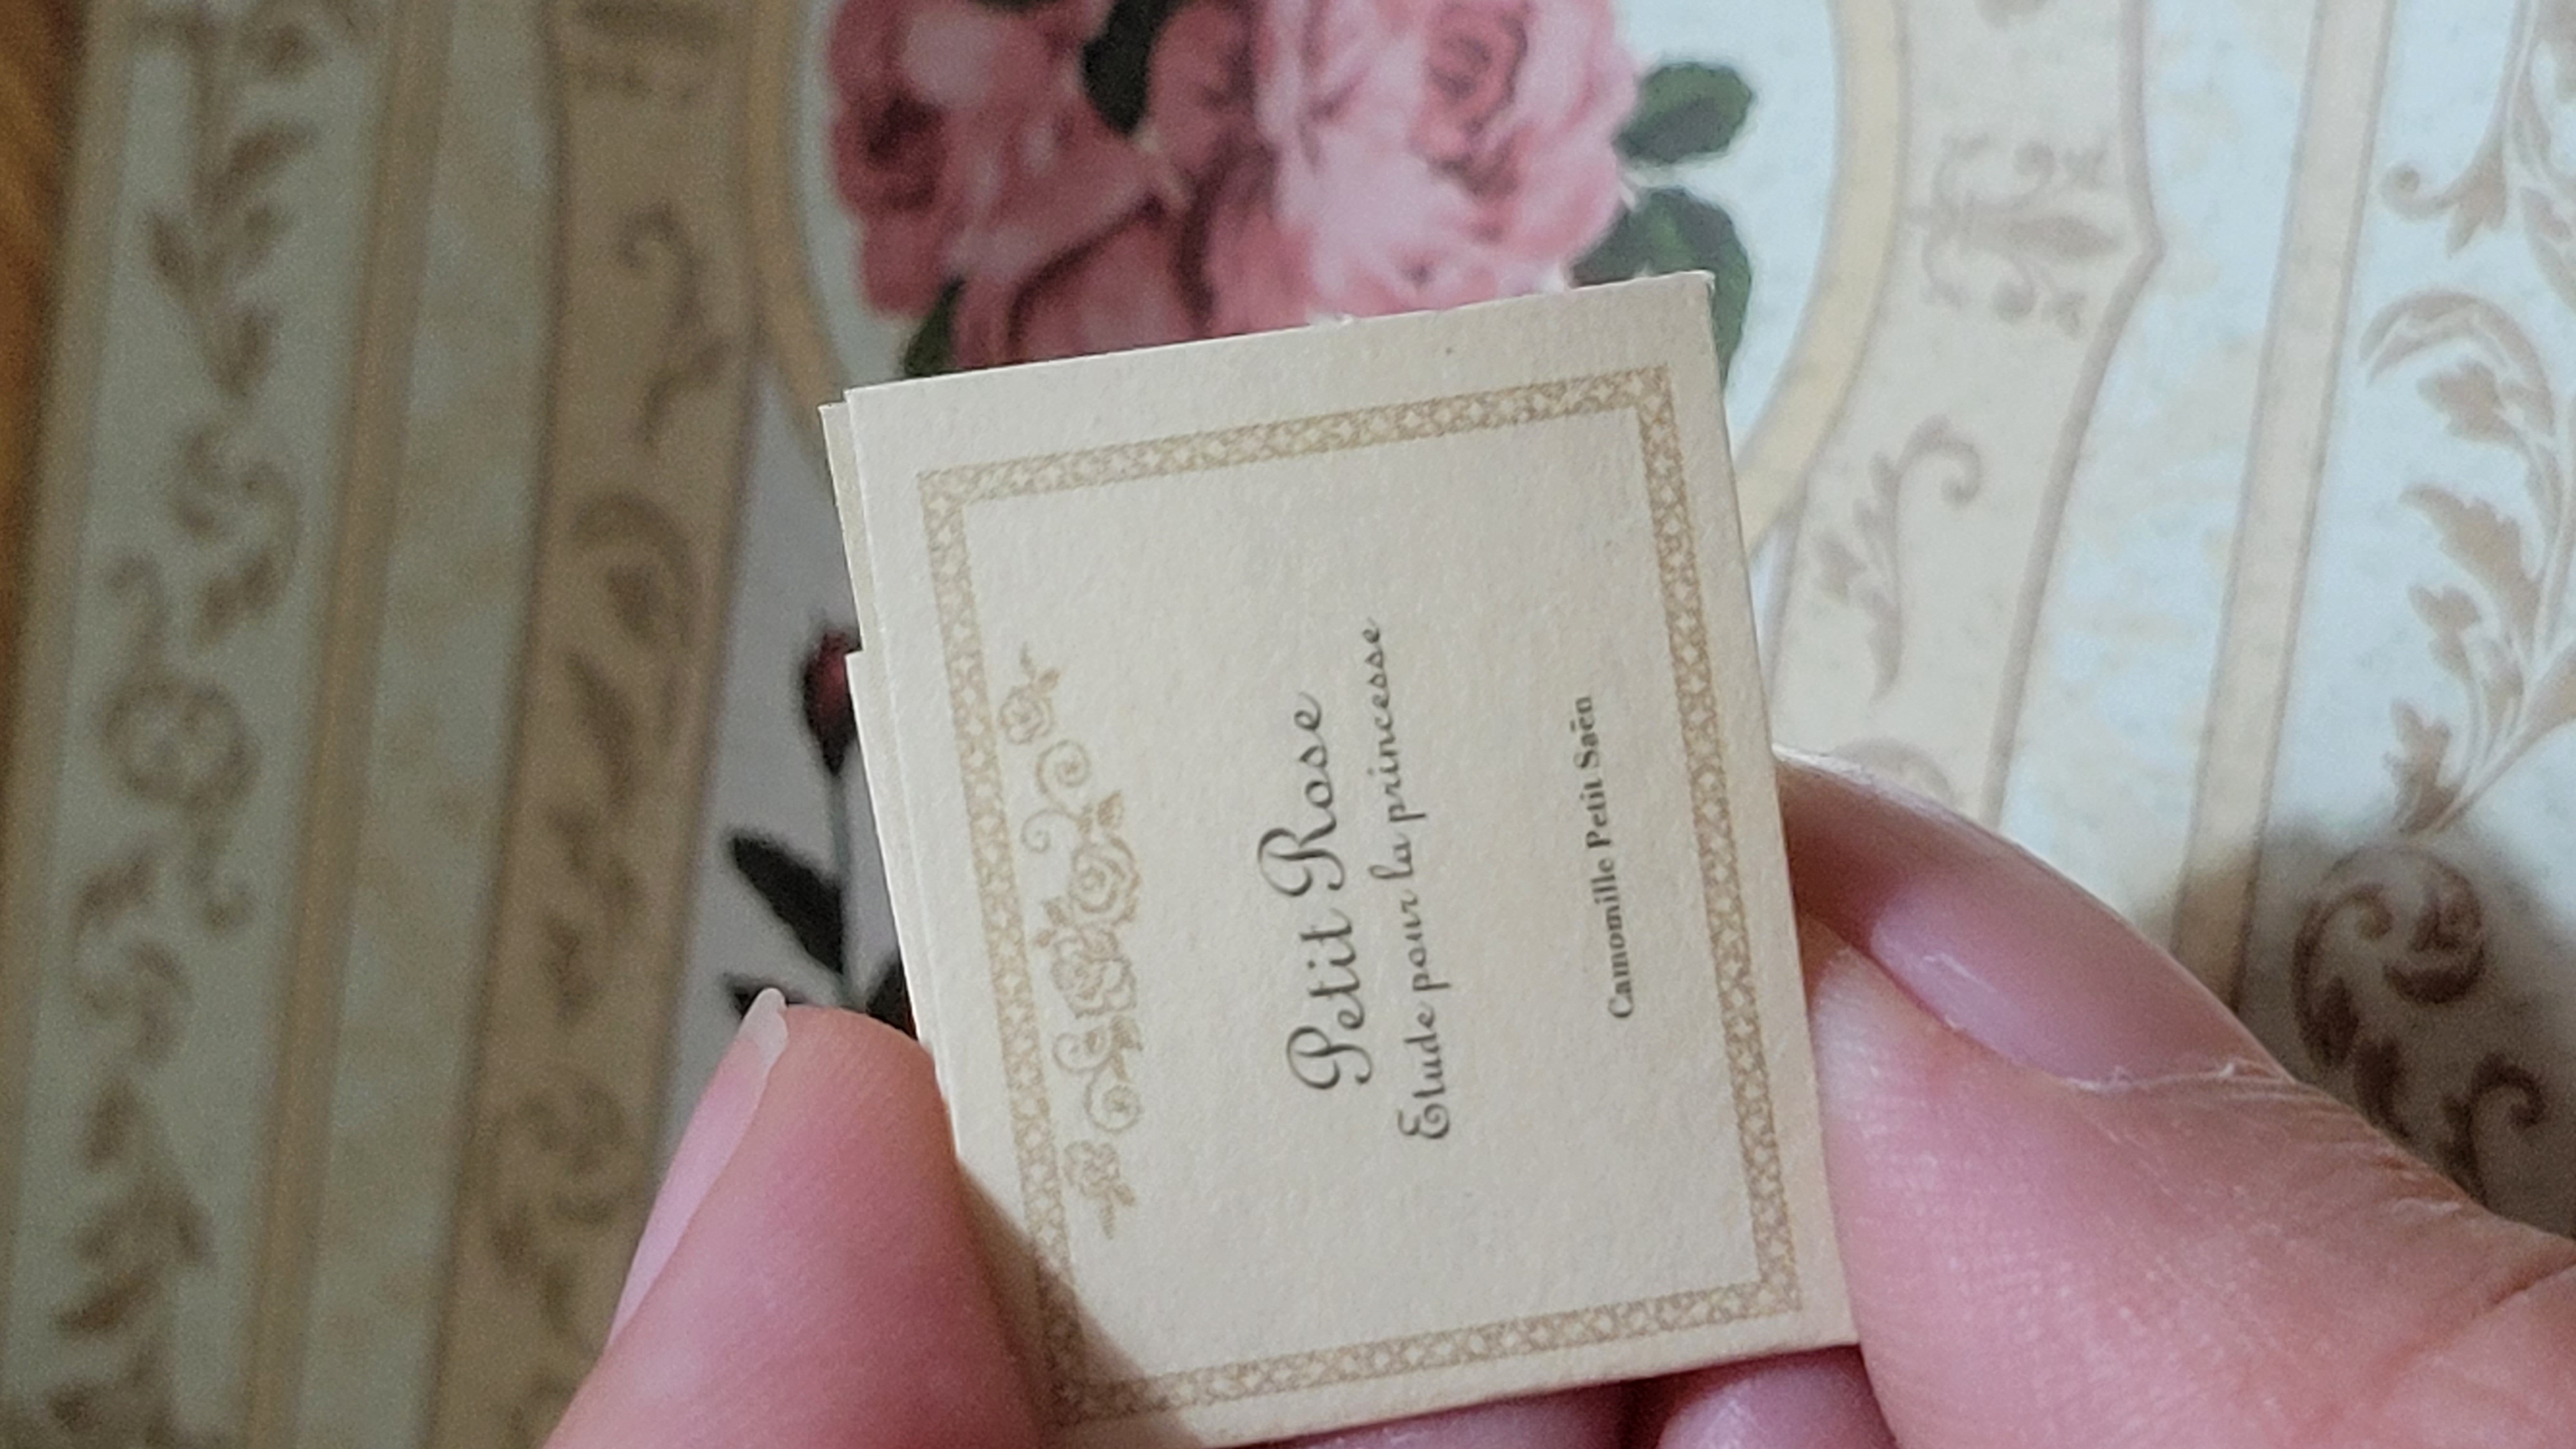 Petit Rose
Etude pour la princesse
Camomille Petit Saën